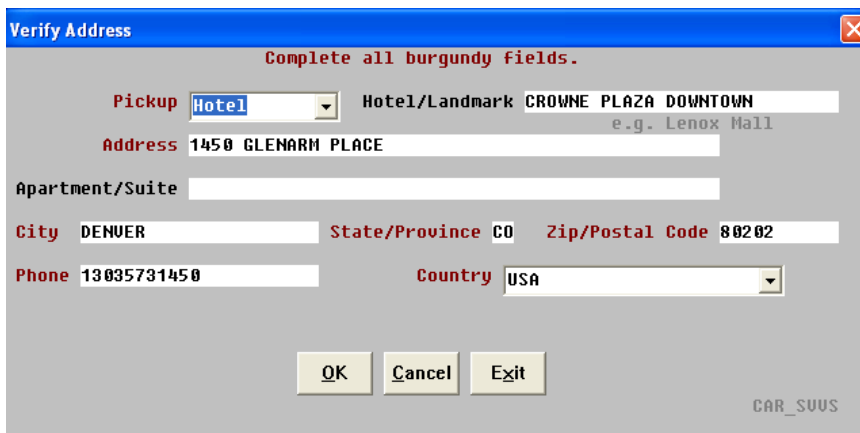 Verify Address
Complete all burgundy fields.
Pickup Hotel Hotel/Landmark CROWNE PLAZA DOWNTOWN
e.g. Lenox Mall
Address 1450 GLENARM PLACE
Apartment/Suite
City DENVER State/Province CO Zip/Postal Code 80202
Phone 13035731450 Country USA
OK Cancel Exit
CAR_SVVS